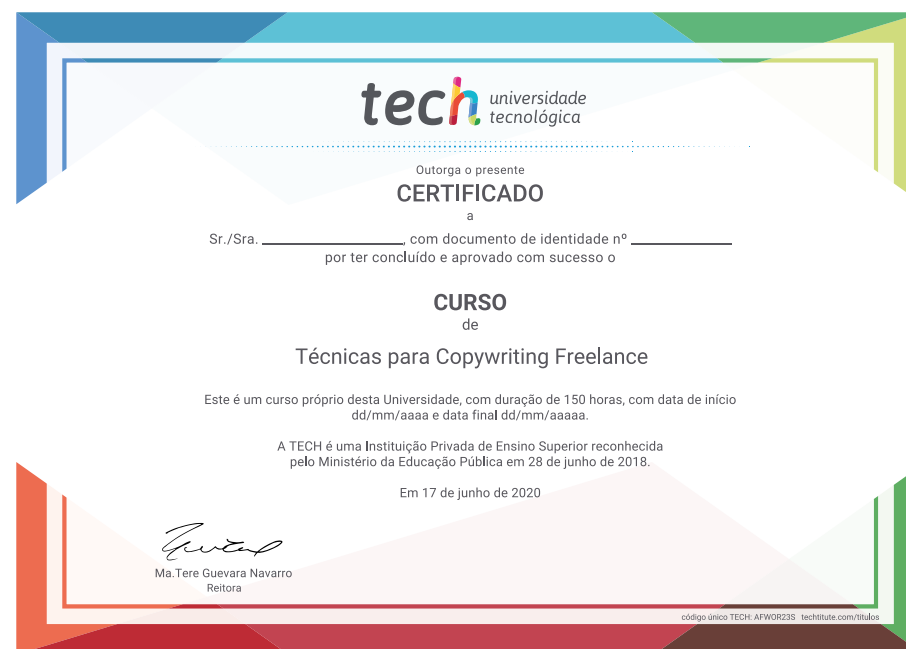 tech universidade
tecnológica
Outorga o presente
CERTIFICADO
a
Sr./Sra. ____________________, com documento de identidade nº ______________
por ter concluído e aprovado com sucesso o
CURSO
de
Técnicas para Copywriting Freelance
Este é um curso próprio desta Universidade, com duração de 150 horas, com data de início
dd/mm/aaaa e data final dd/mm/aaaaa.
A TECH é uma Instituição Privada de Ensino Superior reconhecida
pelo Ministério da Educação Pública em 28 de junho de 2018.
Em 17 de junho de 2020
Ma.Tere Guevara Navarro
Reitora
código único TECH: AFWOR23S techtitute.com/titulos